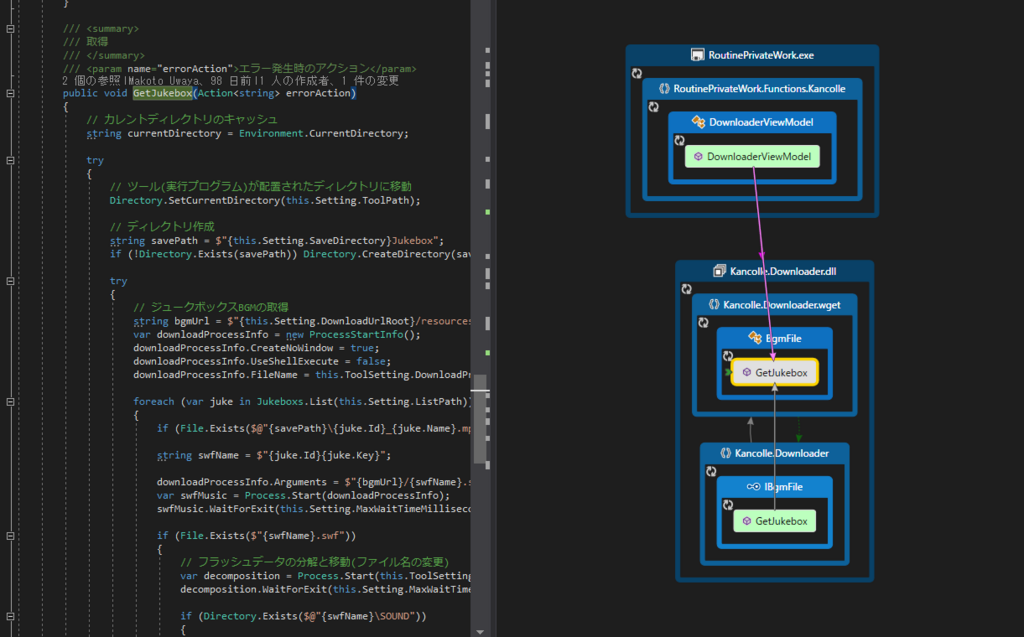 }
/// <summary>
/// 取得
/// </summary>
/// <param name="errorAction">エラー発生時のアクション</param>
2 個の参照|Makoto Uwaya、98 日前|1 人の作成者、1 件の変更
public void GetJukebox(Action<string> errorAction)
{
// カレントディレクトリのキャッシュ
string currentDirectory = Environment.CurrentDirectory;
try
{
// ツール(実行プログラム)が配置されたディレクトリに移動
Directory.SetCurrentDirectory(this.Setting.ToolPath);
// ディレクトリ作成
string savePath = $"{this.Setting.SaveDirectory}Jukebox";
if (!Directory.Exists(savePath)) Directory.CreateDirectory(sav
try
{
// ジュークボックスBGMの取得
string bgmUrl = $"{this.Setting.DownloadUrlRoot}/resources
var downloadProcessInfo = new ProcessStartInfo();
downloadProcessInfo.CreateNoWindow = true;
downloadProcessInfo.UseShellExecute = false;
downloadProcessInfo.FileName = this.ToolSetting.DownloadPr
foreach (var juke in Jukeboxs.List(this.Setting.ListPath))
{
if (File.Exists($@"{savePath}\{juke.Id}_{juke.Name}.mp
string swfName = $"{juke.Id}{juke.Key}";
downloadProcessInfo.Arguments = $"{bgmUrl}/{swfName}.s
var swfMusic = Process.Start(downloadProcessInfo);
swfMusic.WaitForExit(this.Setting.MaxWaitTimeMillisec
if (File.Exists($"{swfName}.swf"))
{
// フラッシュデータの分解と移動(ファイル名の変更)
var decomposition = Process.Start(this.ToolSetting
decomposition.WaitForExit(this.Setting.MaxWaitTime
if (Directory.Exists($@"{swfName}\SOUND"))
{
RoutinePrivateWork.exe
RoutinePrivateWork.Functions.Kancolle
DownloaderViewModel
DownloaderViewModel
Kancolle.Downloader.dll
Kancolle.Downloader.wget
BgmFile
GetJukebox
Kancolle.Downloader
IBgmFile
GetJukebox